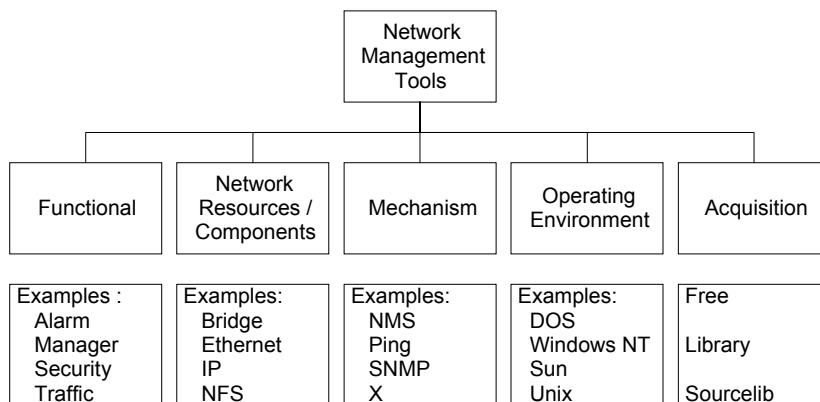 Network
Management
Tools
Functional
Network
Resources /
Components
Mechanism
Operating
Environment
Acquisition
Examples :
Alarm
Manager
Security
Traffic
Examples:
Bridge
Ethernet
IP
NFS
Examples:
NMS
Ping
SNMP
X
Examples:
DOS
Windows NT
Sun
Unix
Free
Library
Sourcelib